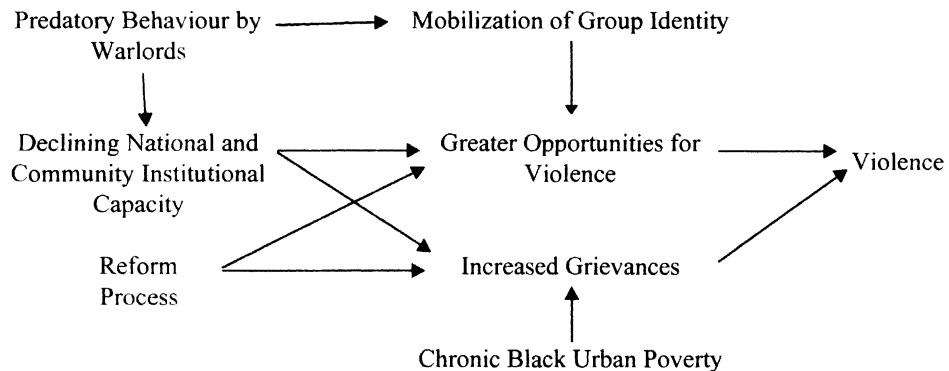 Predatory Behaviour by
Warlords
Mobilization of Group Identity
Declining National and
Community Institutional
Capacity
Greater Opportunities for
Violence
Violence
Reform
Process
Increased Grievances
Chronic Black Urban Poverty